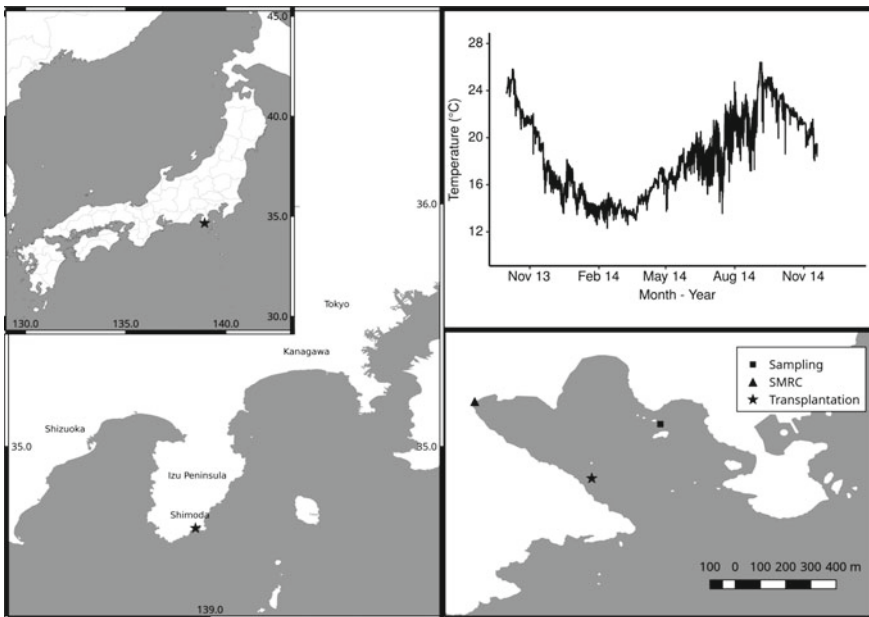 45.0
40.0
35.0
30.0
130.0
135.0
140.0
Tokyo
Kanagawa
Shizuoka
Izu Peninsula
Shimoda
36.0
35.0
35.0
139.0
28
24
20
16
12
Temperature (°C)
Nov 13
Feb 14
May 14
Aug 14
Nov 14
Month - Year
Sampling
SMRC
Transplantation
100 0 100 200 300 400 m